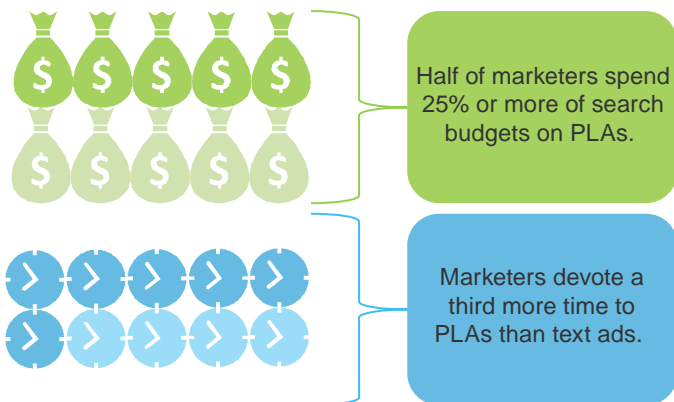 $ $ $ $ $
$ $ $ $ $
Half of marketers spend
25% or more of search
budgets on PLAs.
Marketers devote a
third more time to
PLAs than text ads.